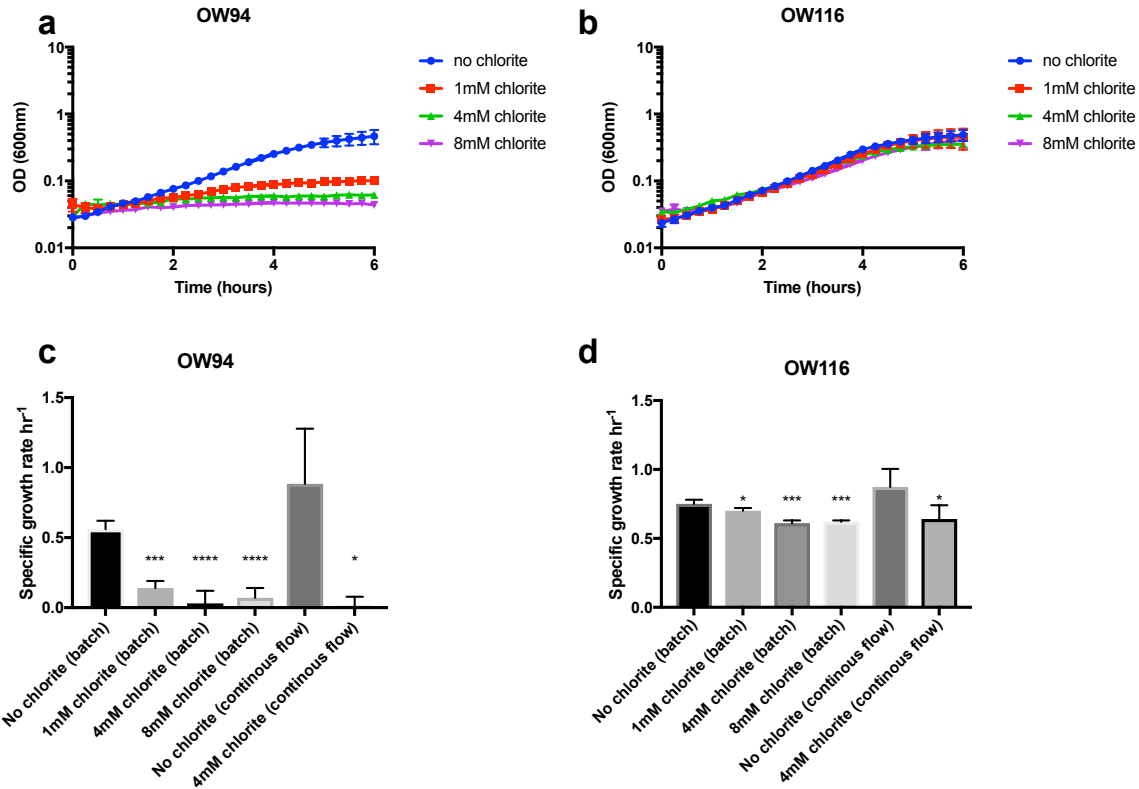 a
OW94
10
1
0.1
0.01
OD (600nm)
0
2
4
6
Time (hours)
no chlorite
1mM chlorite
4mM chlorite
8mM chlorite
b
OW116
10
1
0.1
0.01
OD (600nm)
0
2
4
6
Time (hours)
no chlorite
1mM chlorite
4mM chlorite
8mM chlorite
c
OW94
Specific growth rate hr-1
1.5
1.0
0.5
0.0
***
****
****
*
No chlorite (batch)
1mM chlorite (batch)
4mM chlorite (batch)
8mM chlorite (batch)
No chlorite (continous flow)
4mM chlorite (continous flow)
d
OW116
Specific growth rate hr-1
1.5
1.0
0.5
0.0
*
***
***
*
No chlorite (batch)
1mM chlorite (batch)
4mM chlorite (batch)
8mM chlorite (batch)
No chlorite (continous flow)
4mM chlorite (continous flow)